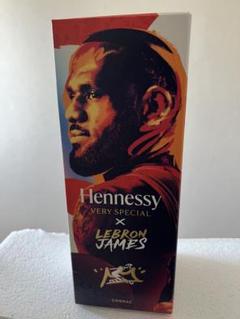 Hennessy
VERY SPECIAL
×
LEBRON
JAMES
COGNAC